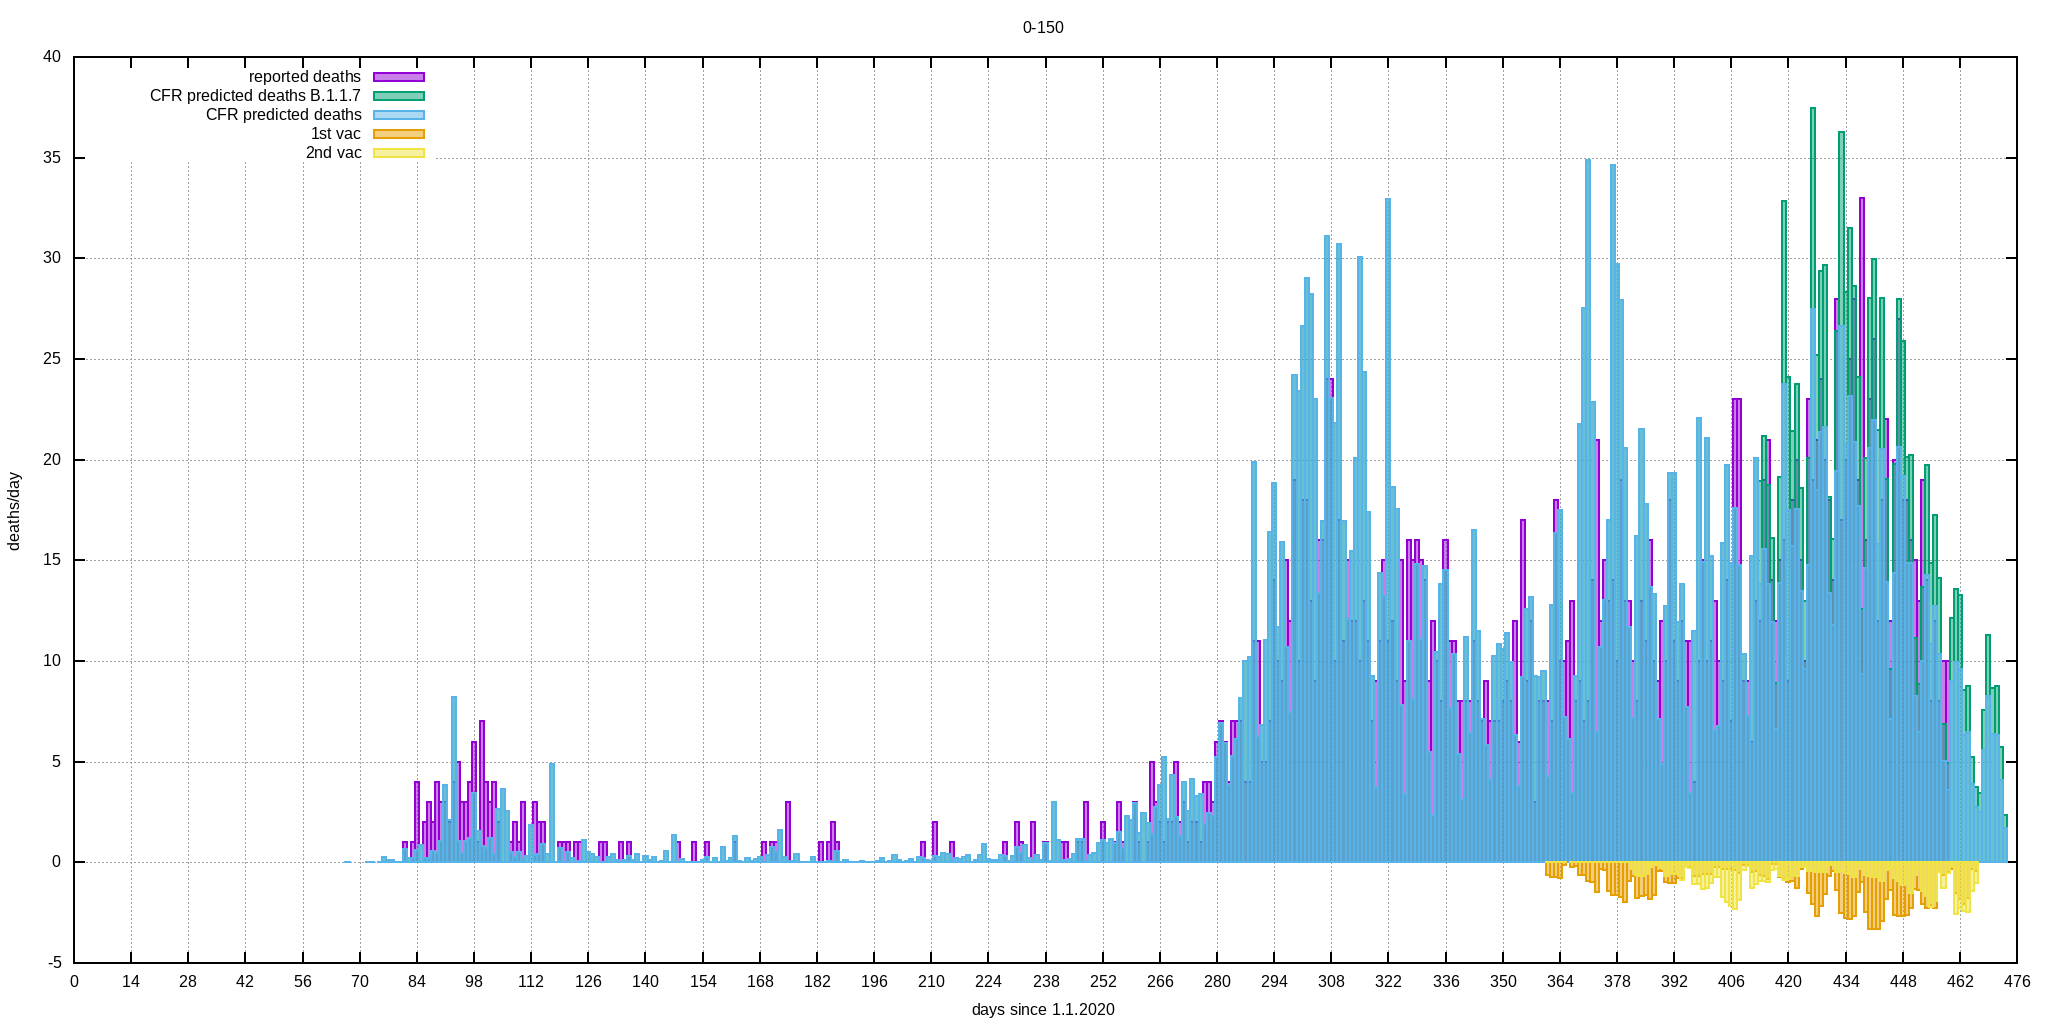 0-150
40
reported deaths
CFR predicted deaths B.1.1.7
CFR predicted deaths
1st vac
2nd vac
35
30
25
20
15
10
5
0
-5
deaths/day
0 14 28 42 56 70 84 98 112 126 140 154 168 182 196 210 224 238 252 266 280 294 308 322 336 350 364 378 392 406 420 434 448 462 476
days since 1.1.2020